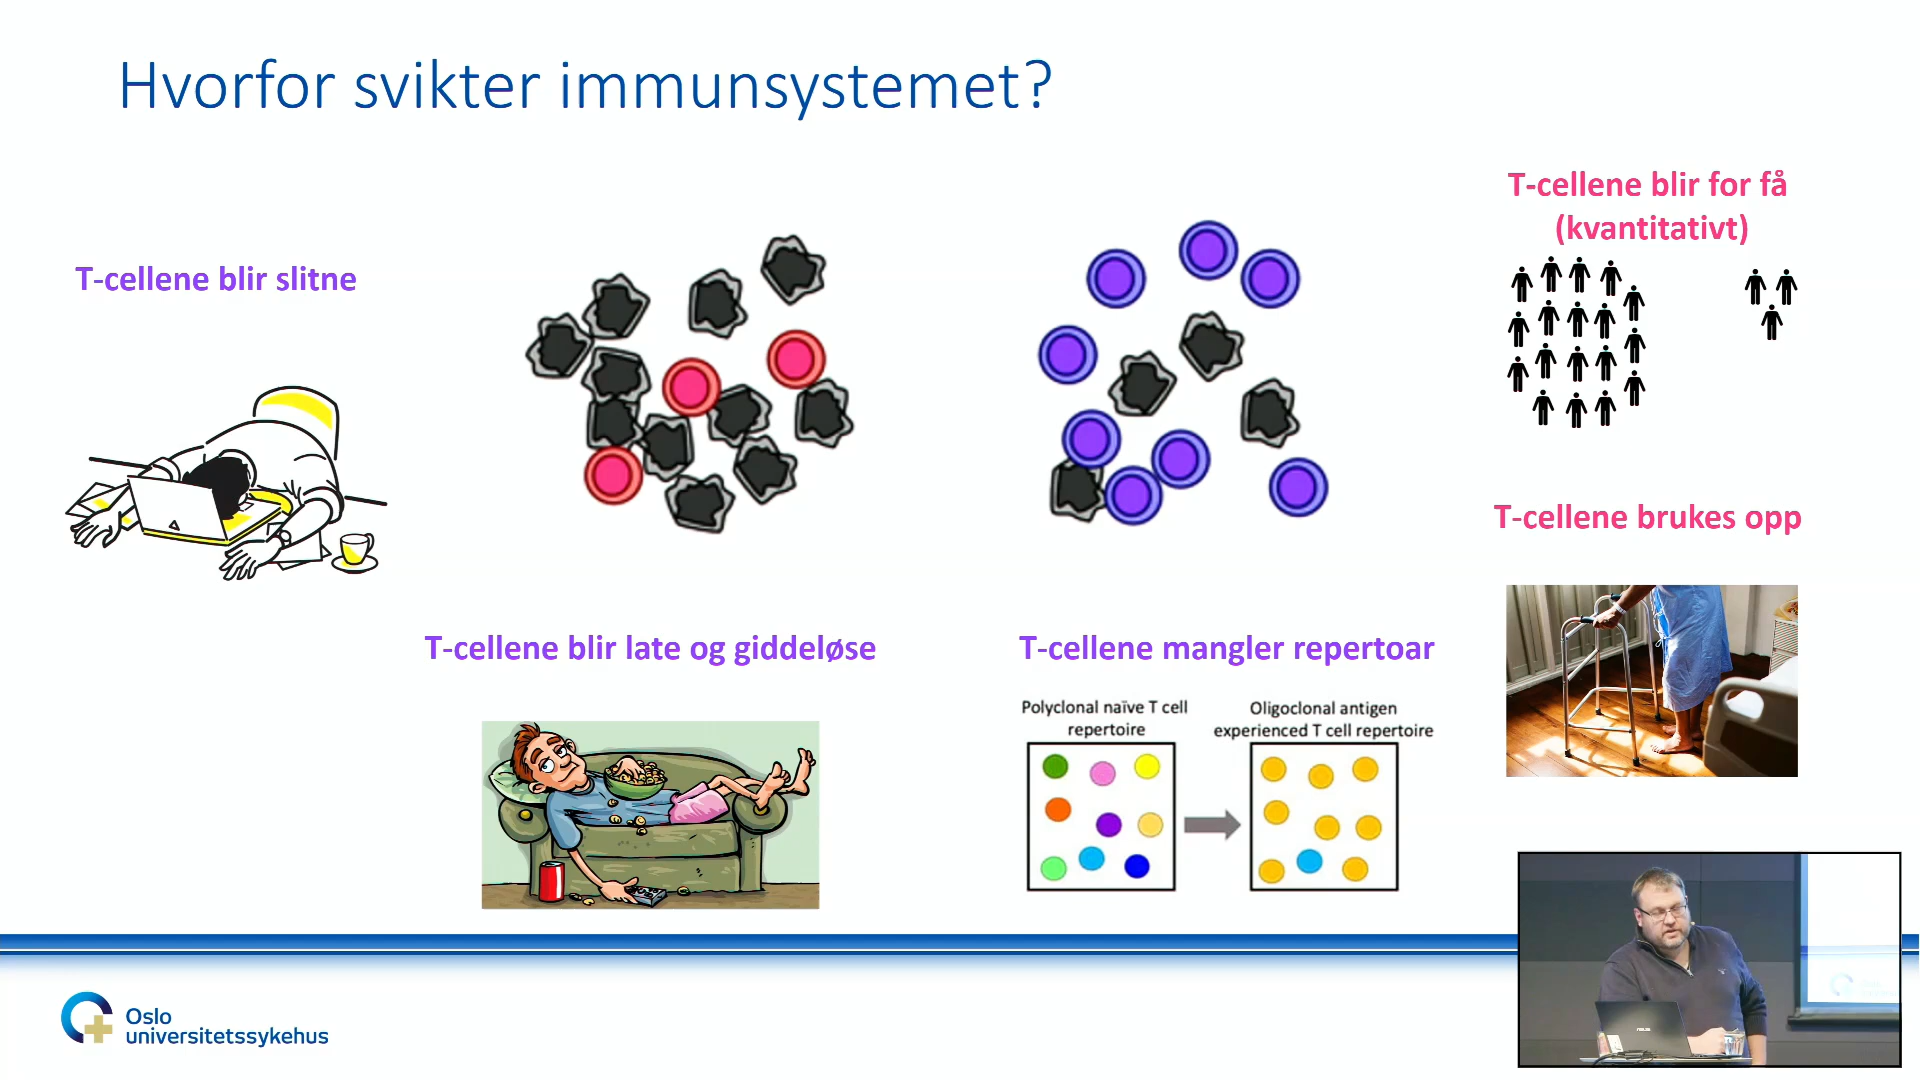 Hvorfor svikter immunsystemet?
T-cellene blir slitne
T-cellene blir for få
(kvantitativt)
T-cellene brukes opp
T-cellene blir late og giddeløse
T-cellene mangler repertoar
Polyclonal naïve T cell
repertoire
Oligoclonal antigen
experienced T cell repertoire
Oslo
universitetssykehus
ASUS